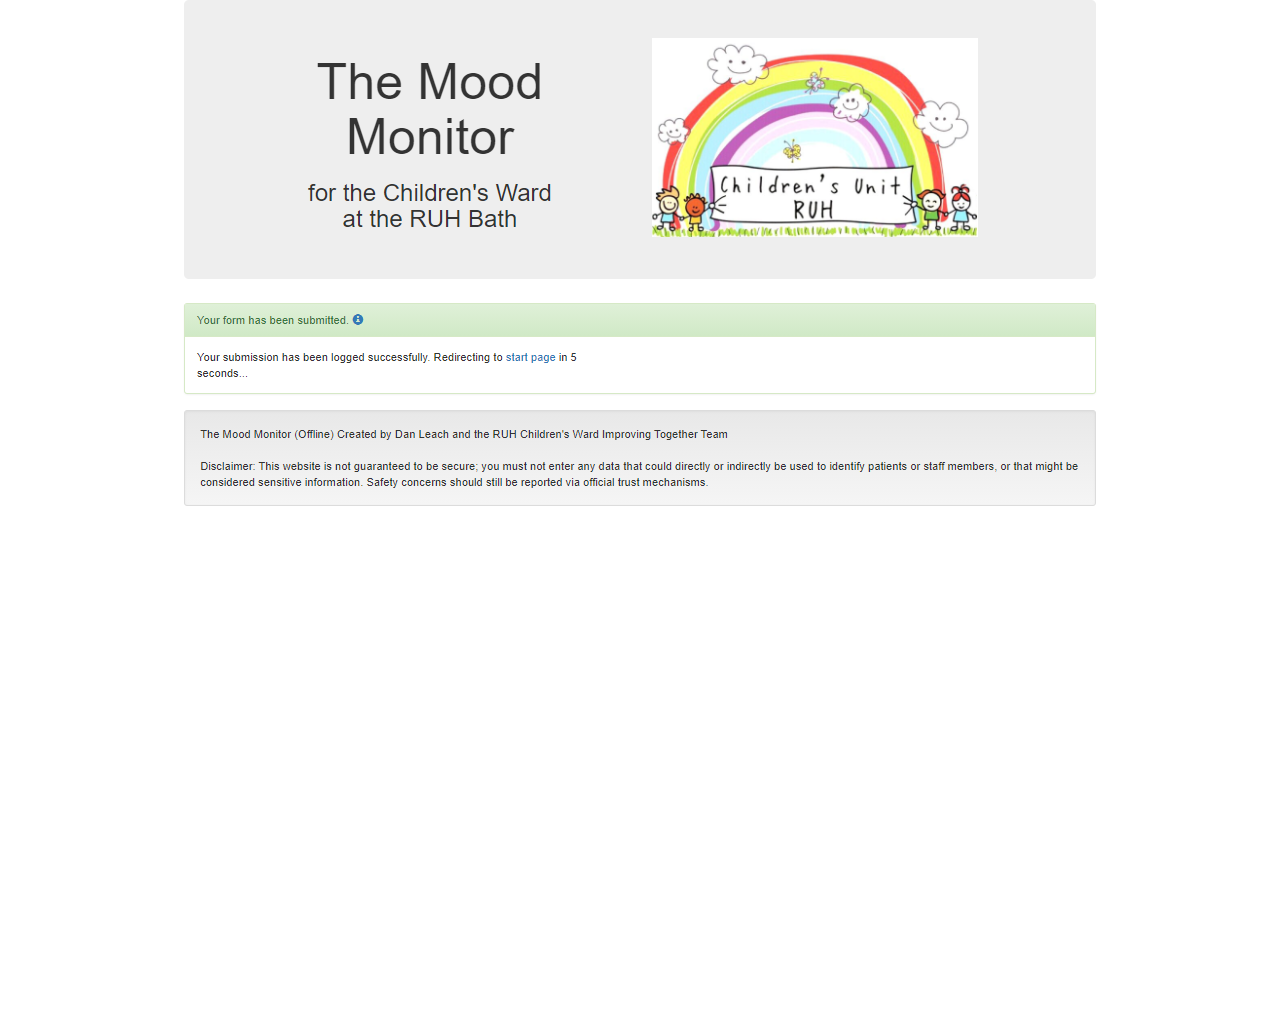 The Mood
Monitor
for the Children's Ward
at the RUH Bath
Children's Unit
RUH
Your form has been submitted.
Your submission has been logged successfully. Redirecting to start page in 5
seconds...
The Mood Monitor (Offline) Created by Dan Leach and the RUH Children's Ward Improving Together Team
Disclaimer: This website is not guaranteed to be secure; you must not enter any data that could directly or indirectly be used to identify patients or staff members, or that might be
considered sensitive information. Safety concerns should still be reported via official trust mechanisms.